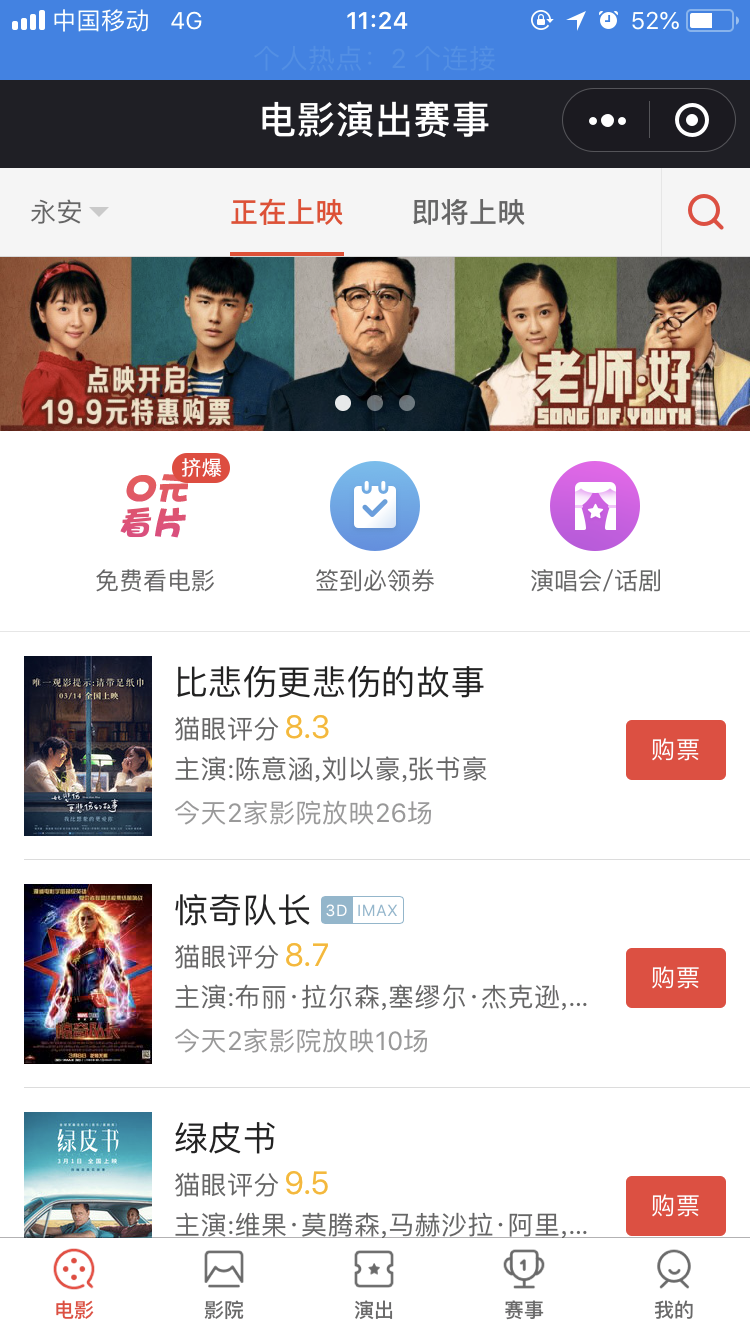 中国移动 4G 11:24 52%
个人热点：2 个连接
电影演出赛事
永安 正在上映 即将上映
点映开启
19.9元特惠购票
老师·好
SONG OF YOUTH
挤爆
0元
看片
免费看电影 签到必领券 演唱会/话剧
唯一观影提示:请带足纸巾
03/14 全国上映
比悲伤
更悲伤的故事
比悲伤更悲伤的故事
猫眼评分 8.3
主演:陈意涵,刘以豪,张书豪
今天2家影院放映26场
购票
MARVEL STUDIOS
惊奇队长
惊奇队长 3D IMAX
猫眼评分 8.7
主演:布丽·拉尔森,塞缪尔·杰克逊,...
今天2家影院放映10场
购票
绿皮书
3月1日 全国上映
绿皮书
猫眼评分 9.5
主演:维果·莫腾森,马赫沙拉·阿里,...
购票
1
电影 影院 演出 赛事 我的